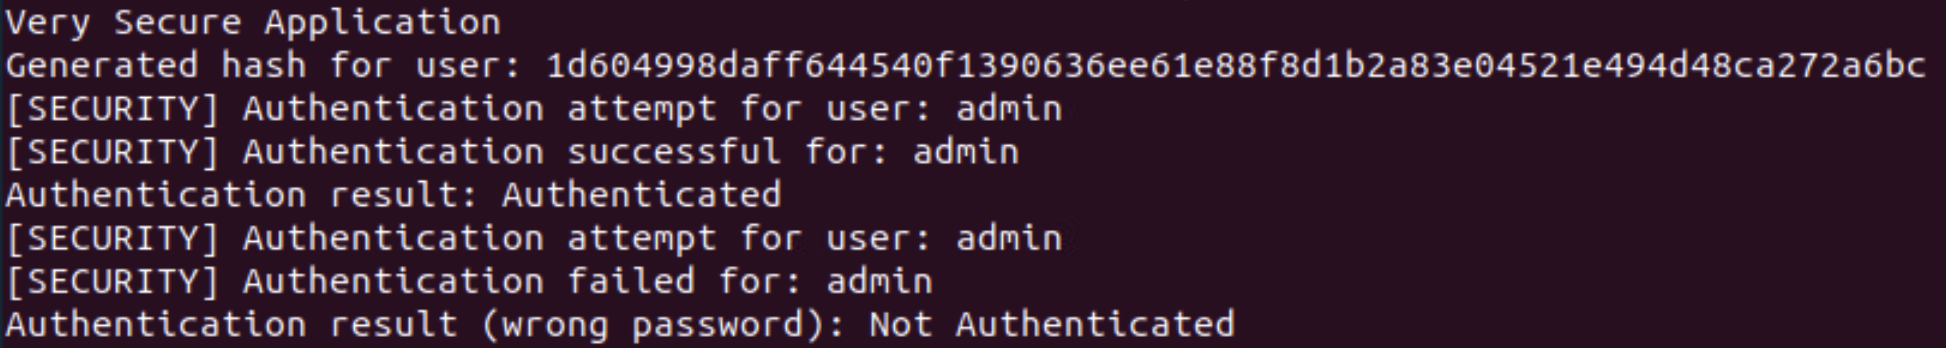 Very Secure Application
Generated hash for user: 1d604998daff644540f1390636ee61e88f8d1b2a83e04521e494d48ca272a6bc
[SECURITY] Authentication attempt for user: admin
[SECURITY] Authentication successful for: admin
Authentication result: Authenticated
[SECURITY] Authentication attempt for user: admin
[SECURITY] Authentication failed for: admin
Authentication result (wrong password): Not Authenticated